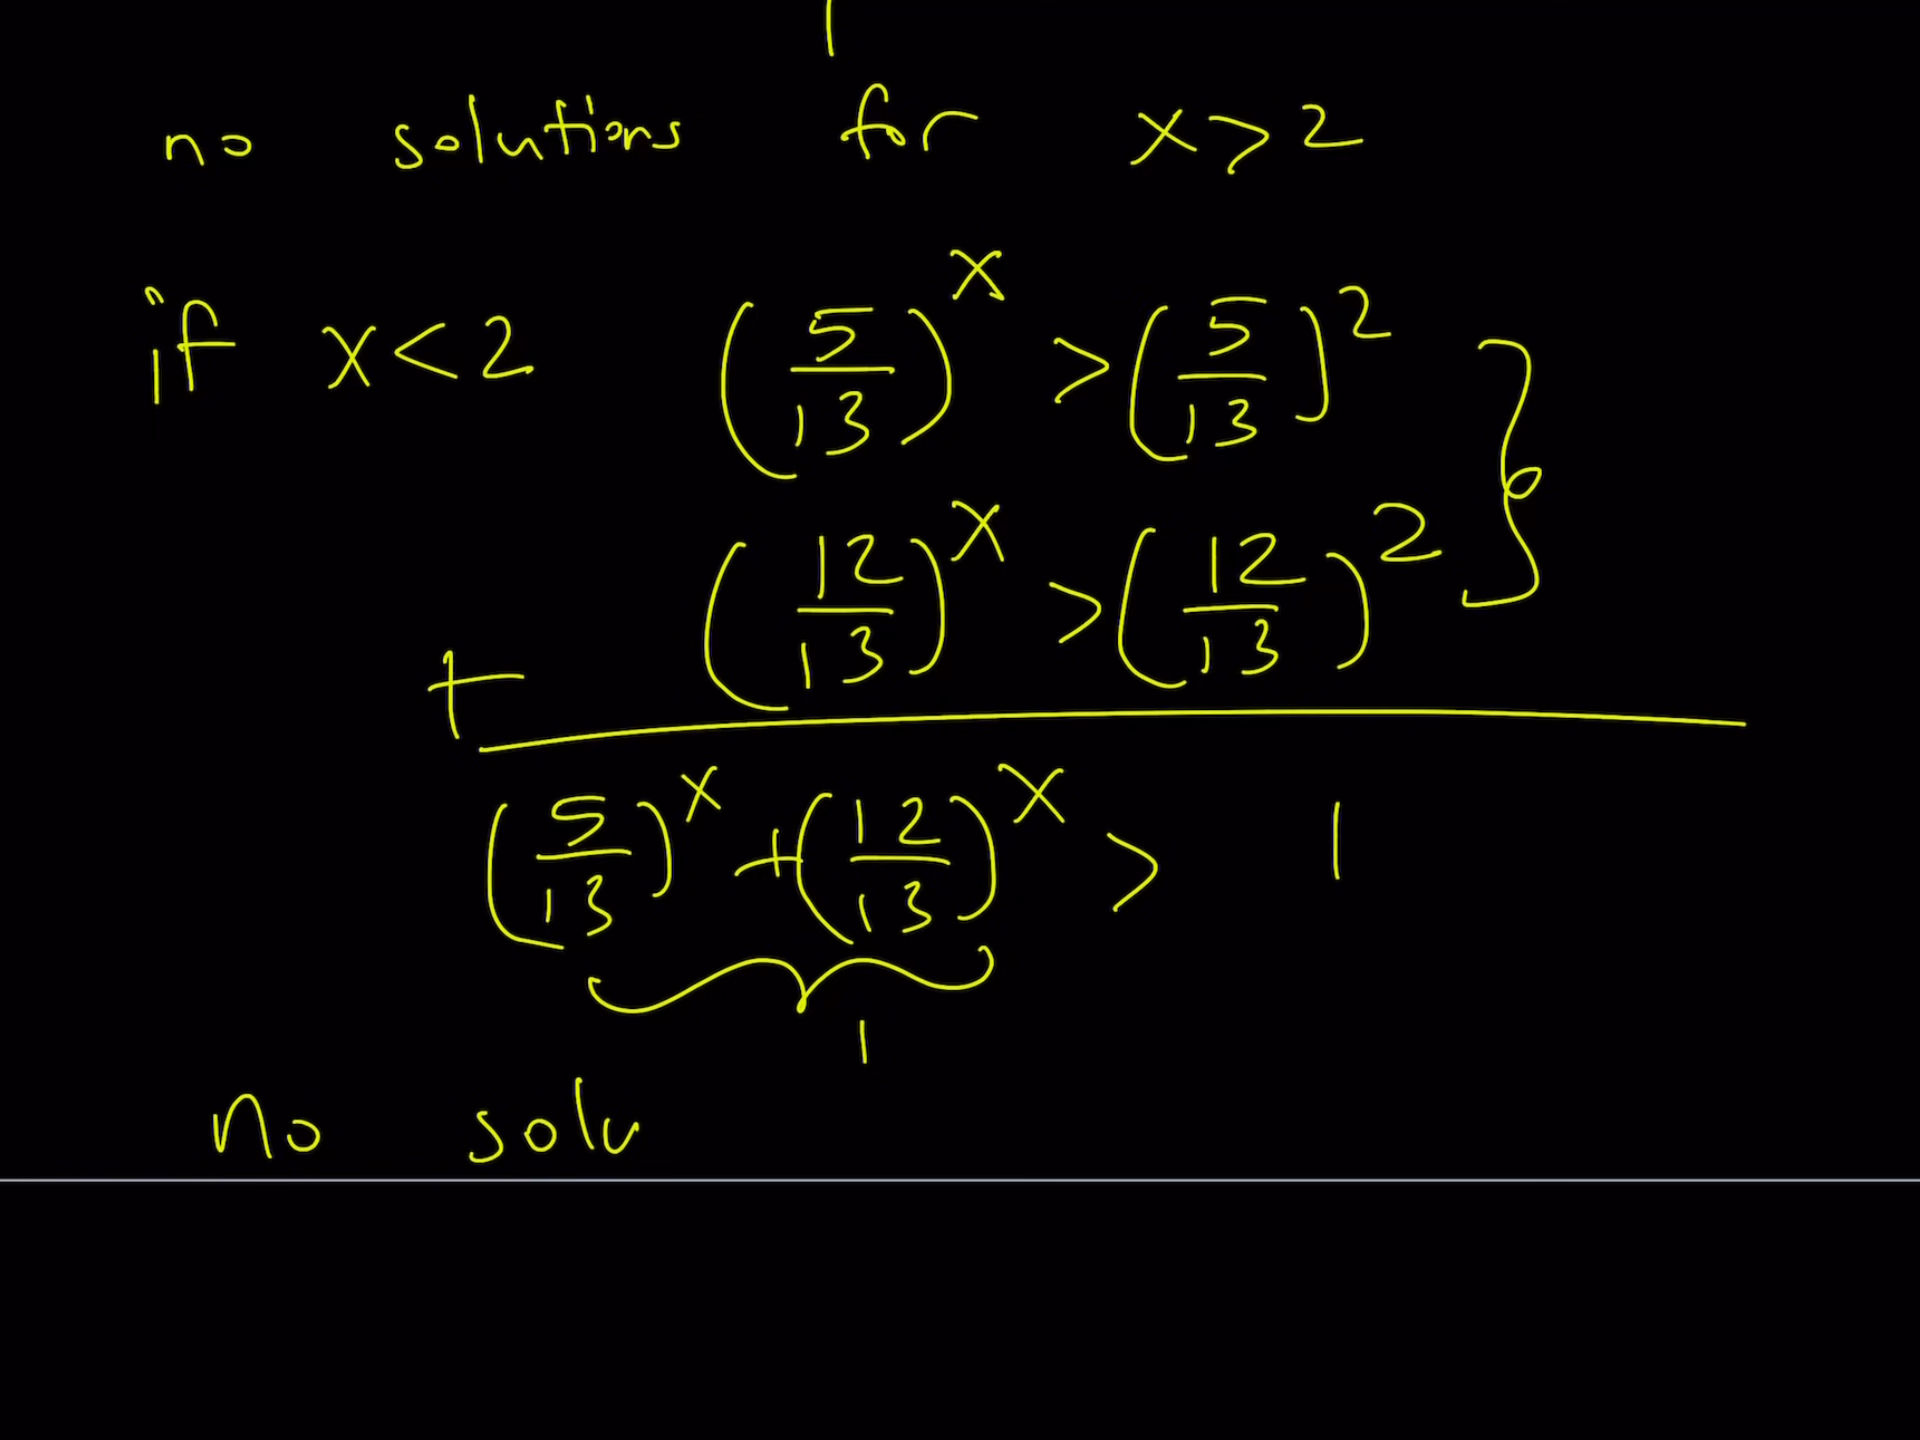 1
no solutions for x>2
if x<2 (5/13)^x > (5/13)^2
+ (12/13)^x > (12/13)^2
(5/13)^x + (12/13)^x > 1
1
no solu